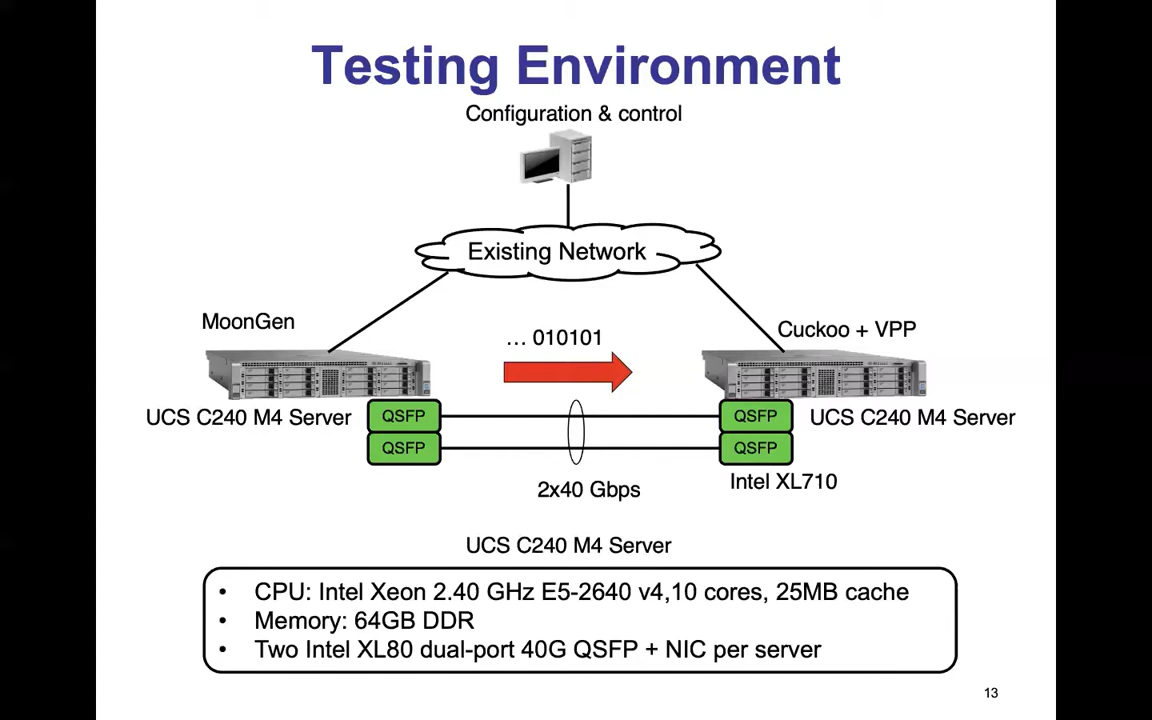 Testing Environment
Configuration & control
Existing Network
MoonGen
... 010101
Cuckoo + VPP
UCS C240 M4 Server
QSFP
QSFP
UCS C240 M4 Server
QSFP
QSFP
2x40 Gbps
Intel XL710
UCS C240 M4 Server
• CPU: Intel Xeon 2.40 GHz E5-2640 v4,10 cores, 25MB cache
• Memory: 64GB DDR
• Two Intel XL80 dual-port 40G QSFP + NIC per server
13